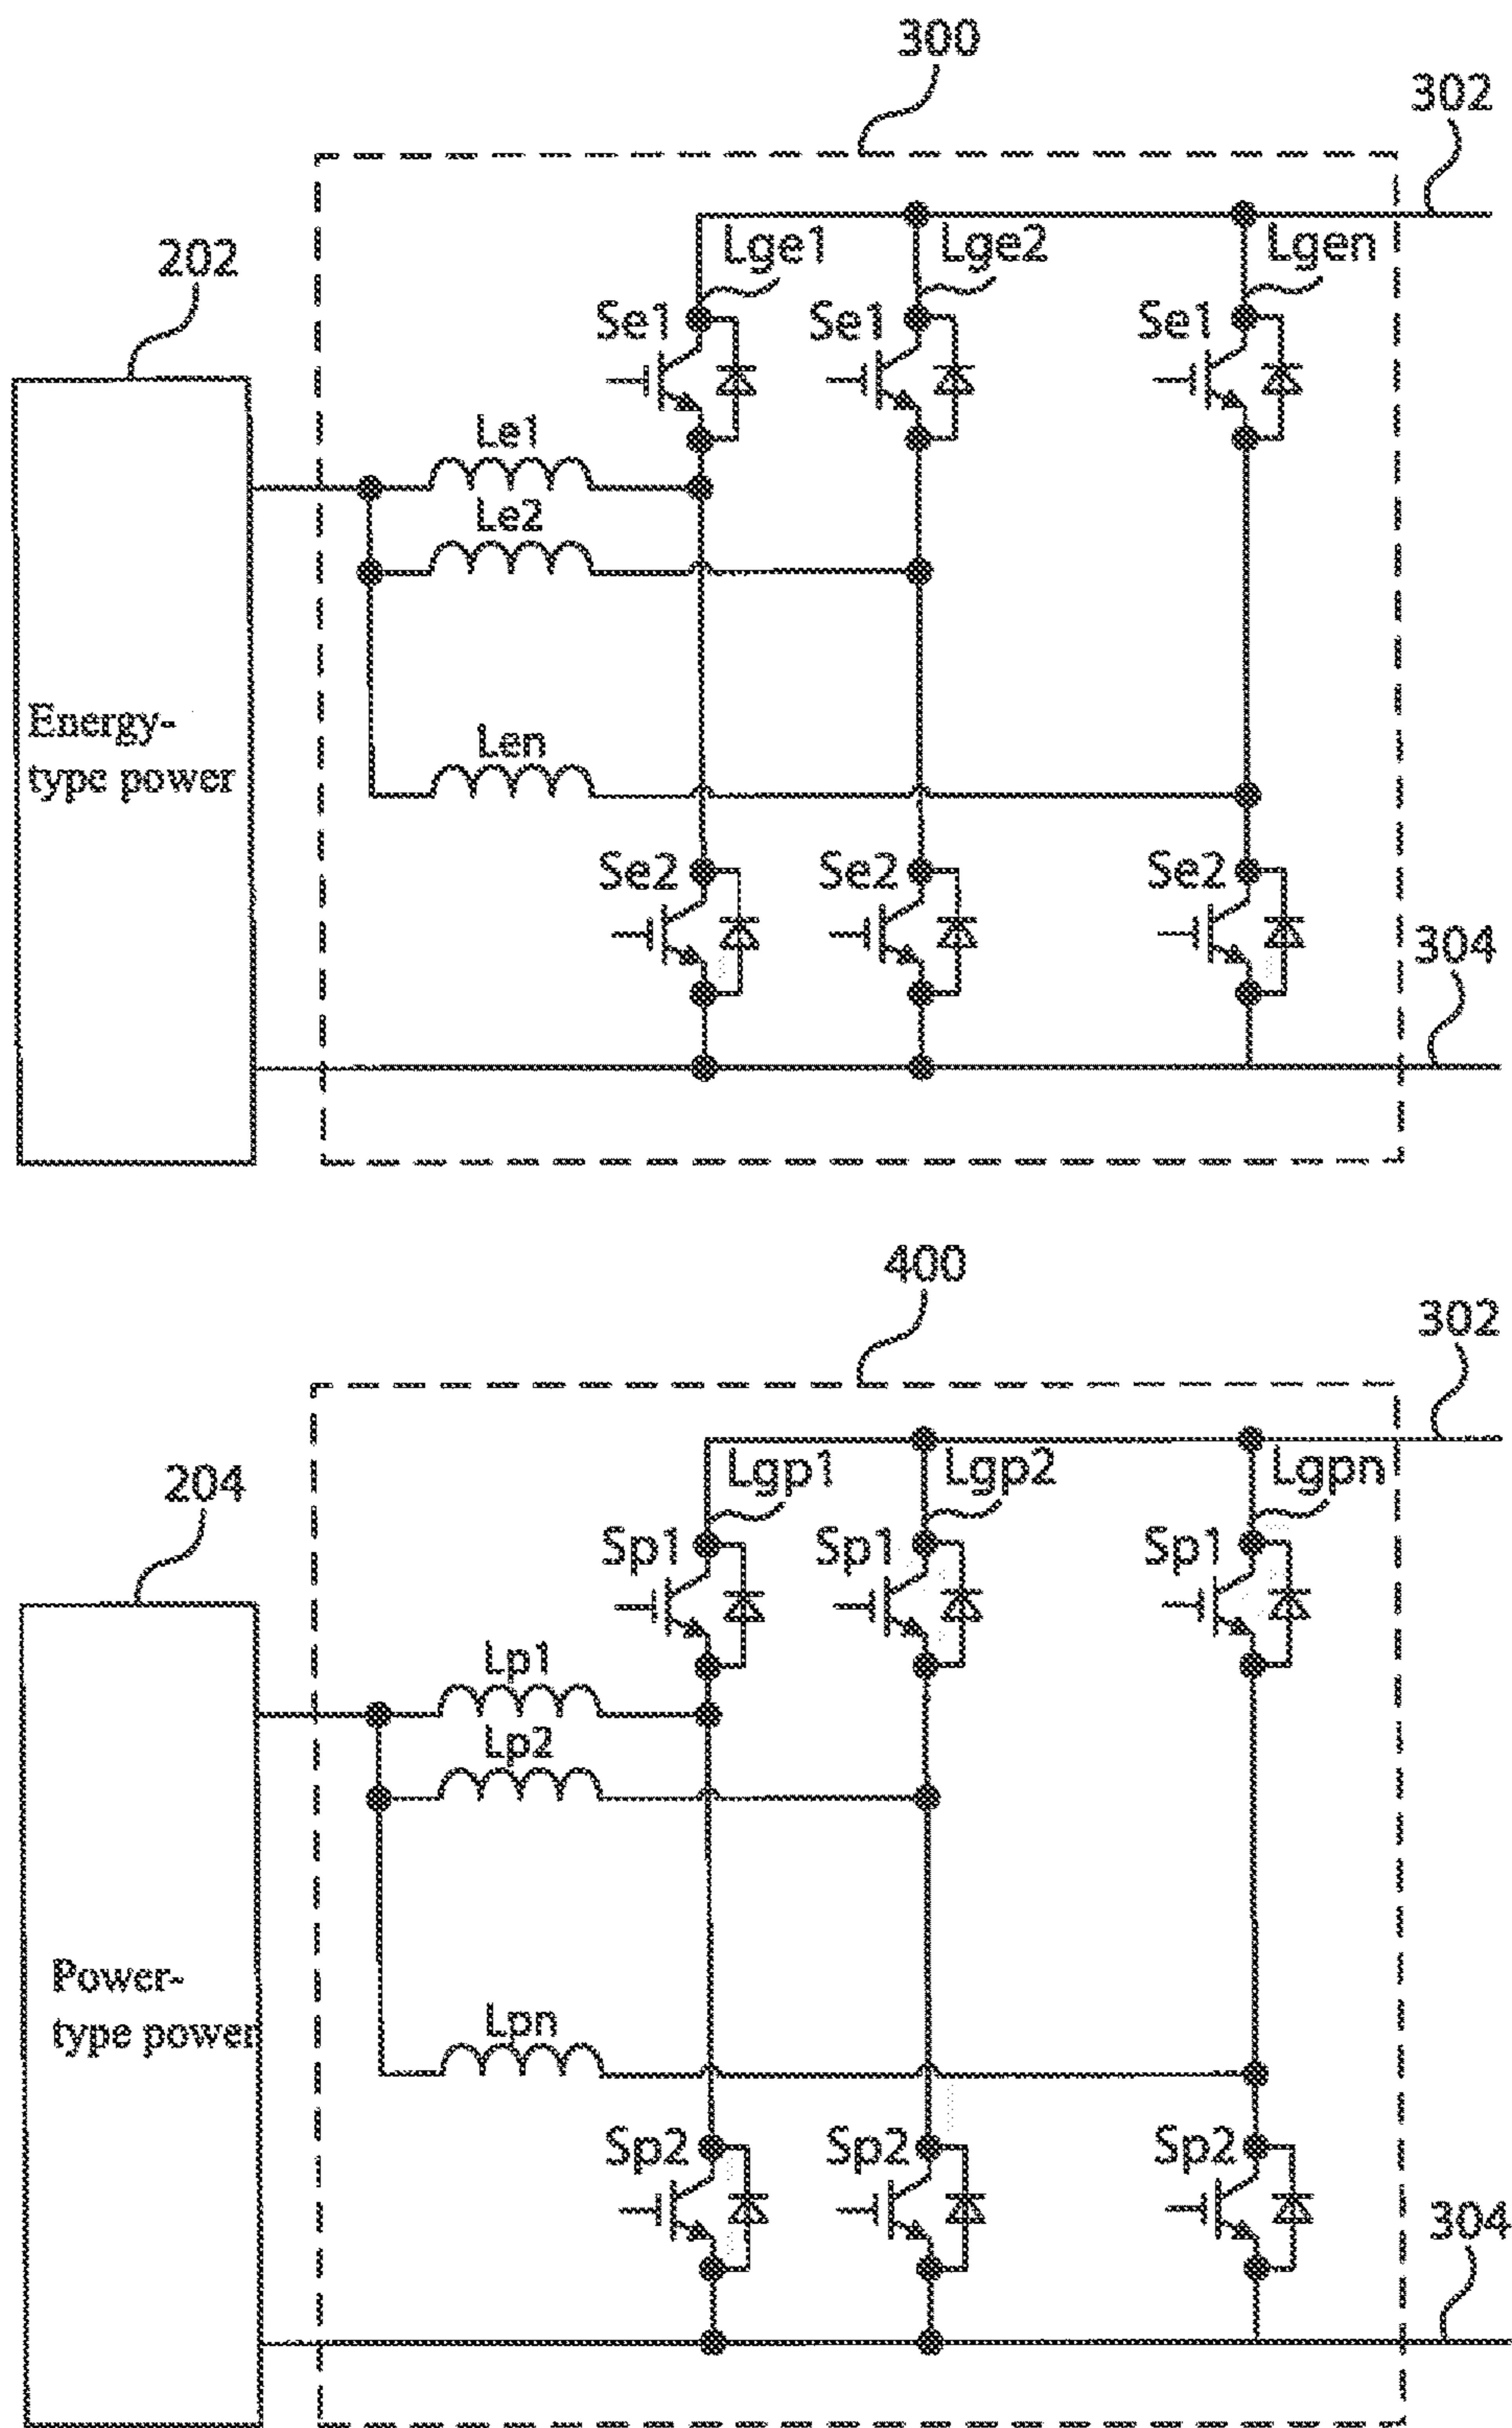 300
302
202
Lge1
Lge2
Lgen
Se1
Se1
Se1
Le1
Le2
Energy-
type power
Len
Se2
Se2
Se2
304
400
302
204
Lgp1
Lgp2
Lgpn
Sp1
Sp1
Sp1
Lp1
Lp2
Power-
type power
Lpn
Sp2
Sp2
Sp2
304